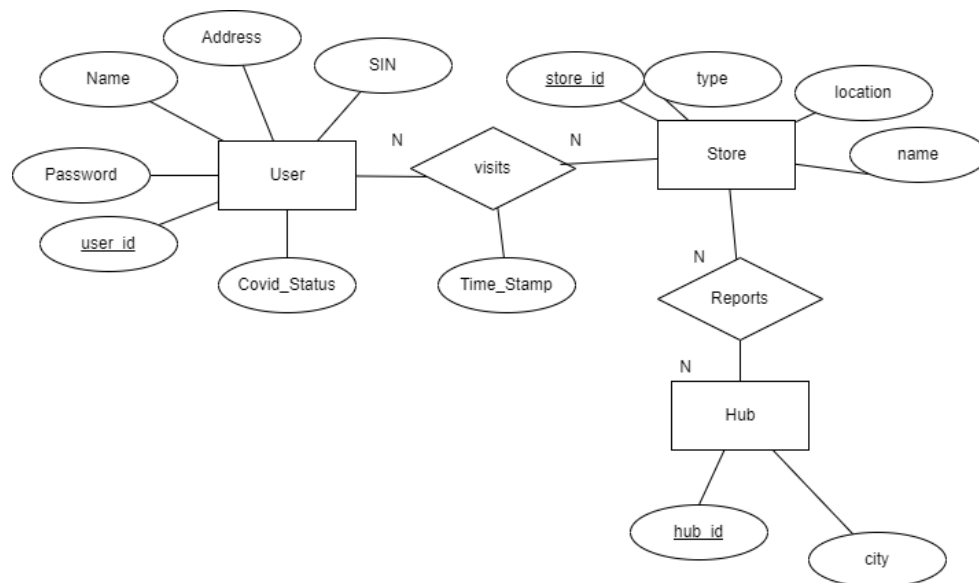 Address
SIN
Name
store_id
type
location
N
N
name
Store
User
visits
Password
user_id
N
Covid_Status
Time_Stamp
Reports
N
Hub
hub_id
city